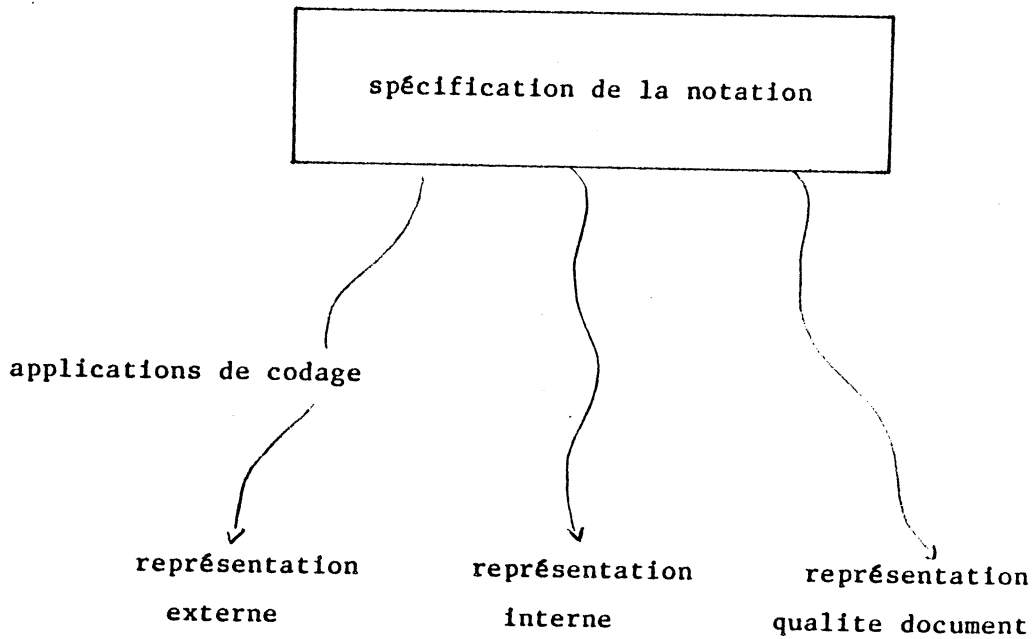 spécification de la notation
applications de codage
représentation
externe
représentation
interne
représentation
qualite document